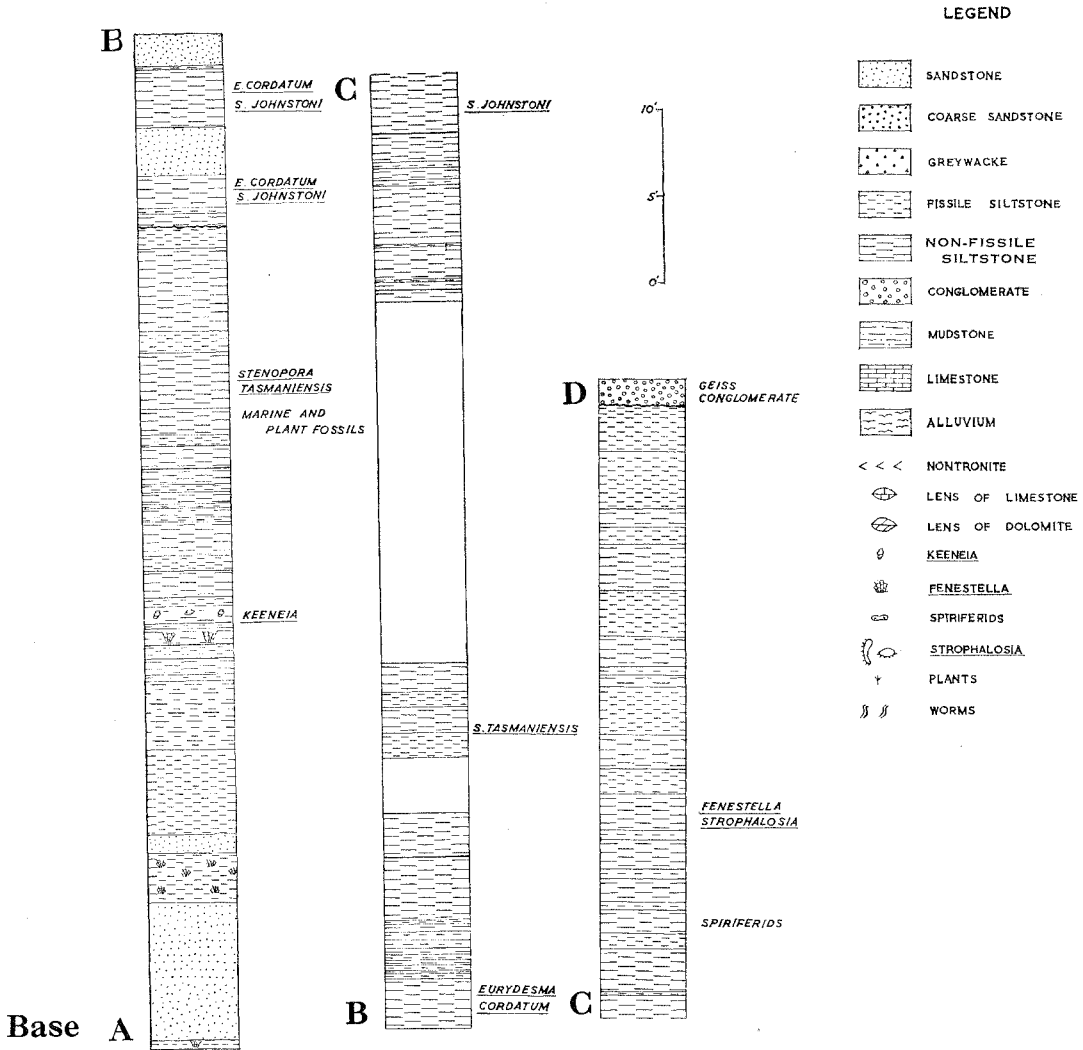 B
E. CORDATUM
S. JOHNSTONI
E. CORDATUM
S. JOHNSTONI
STENOPORA
TASMANIENSIS
MARINE AND
PLANT FOSSILS
KEENEIA
Base A
C
S. JOHNSTONI
S. TASMANIENSIS
EURYDESMA
CORDATUM
B
10'
5'
0'
D
GEISS
CONGLOMERATE
FENESTELLA
STROPHALOSIA
SPIRIFERIDS
C
LEGEND
SANDSTONE
COARSE SANDSTONE
GREYWACKE
FISSILE SILTSTONE
NON-FISSILE
SILTSTONE
CONGLOMERATE
MUDSTONE
LIMESTONE
ALLUVIUM
NONTRONITE
LENS OF LIMESTONE
LENS OF DOLOMITE
KEENEIA
FENESTELLA
SPIRIFERIDS
STROPHALOSIA
PLANTS
WORMS